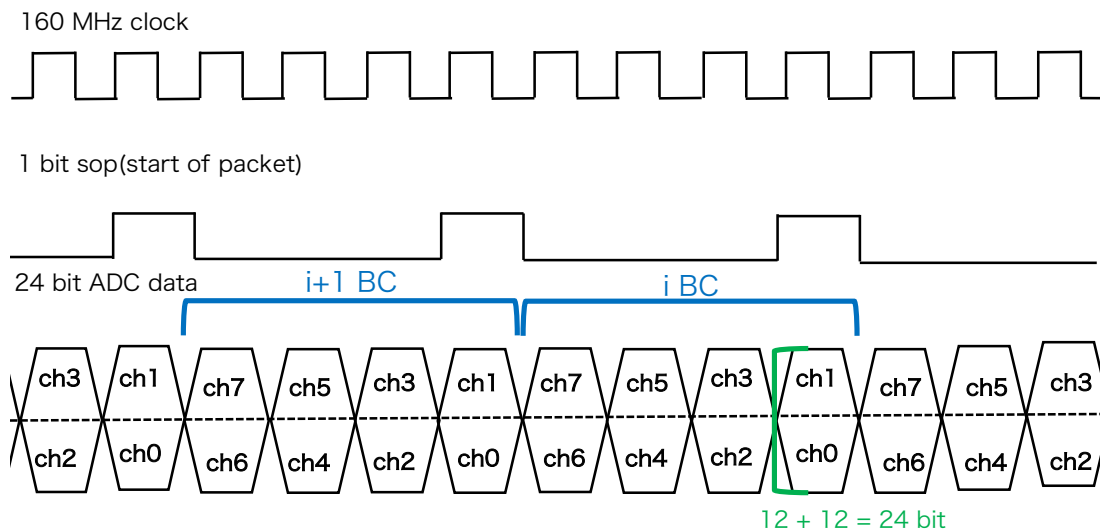 160 MHz clock
1 bit sop(start of packet)
24 bit ADC data
i+1 BC
i BC
ch3 ch1 ch7 ch5 ch3 ch1 ch7 ch5 ch3 ch1 ch7 ch5 ch3
ch2 ch0 ch6 ch4 ch2 ch0 ch6 ch4 ch2 ch0 ch6 ch4 ch2
12 + 12 = 24 bit